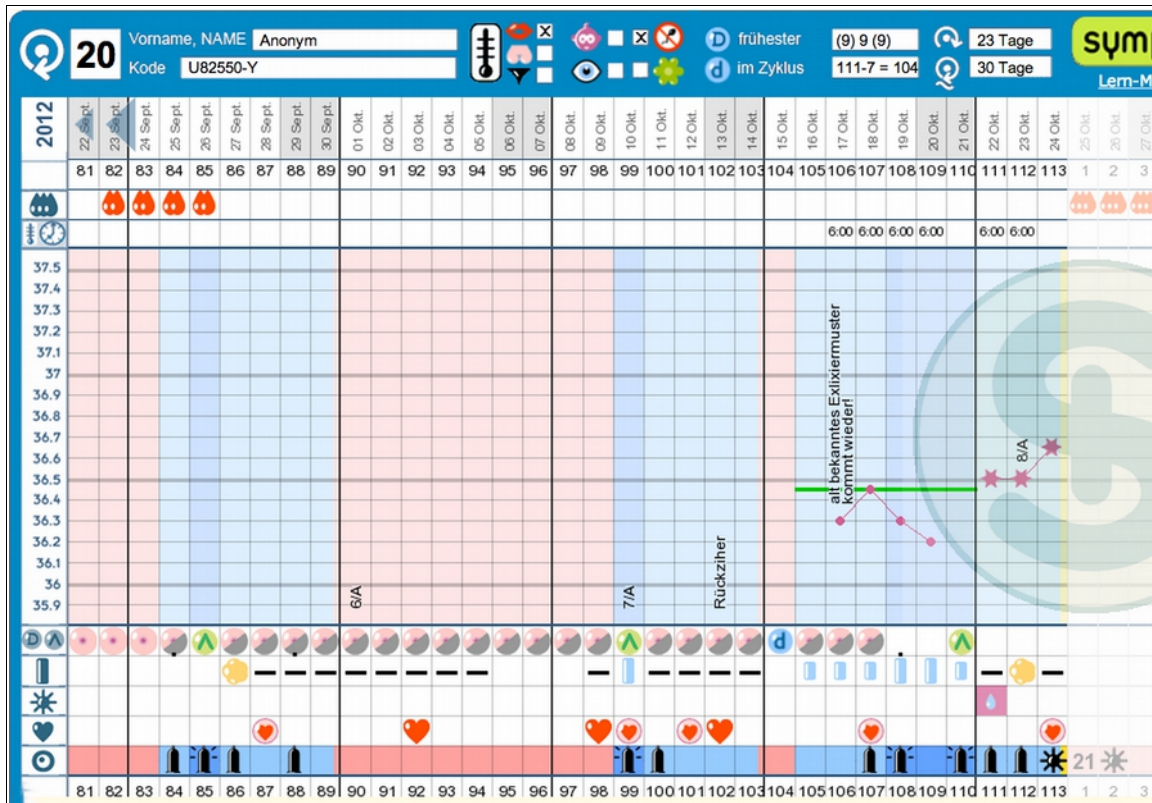 20
Vorname, NAME Anonym
Kode U82550-Y
X
X
D frühester (9) 9 (9)
d im Zyklus 111-7 = 104
23 Tage
30 Tage
sym
Lern-M
2012 22 Sept. 23 Sept. 24 Sept. 25 Sept. 26 Sept. 27 Sept. 28 Sept. 29 Sept. 30 Sept. 01 Okt. 02 Okt. 03 Okt. 04 Okt. 05 Okt. 06 Okt. 07 Okt. 08 Okt. 09 Okt. 10 Okt. 11 Okt. 12 Okt. 13 Okt. 14 Okt. 15 Okt. 16 Okt. 17 Okt. 18 Okt. 19 Okt. 20 Okt. 21 Okt. 22 Okt. 23 Okt. 24 Okt. 25 Okt. 26 Okt. 27 Okt.
81 82 83 84 85 86 87 88 89 90 91 92 93 94 95 96 97 98 99 100 101 102 103 104 105 106 107 108 109 110 111 112 113 1 2 3
6:00 6:00 6:00 6:00 6:00 6:00
37.5
37.4
37.3
37.2
37.1
37
36.9
36.8
36.7
36.6
36.5
36.4
36.3
36.2
36.1
36
35.9
6/A
7/A
Rückziher
alt bekanntes Exlixiermuster
kommt wieder!
8/A
D
d
21
81 82 83 84 85 86 87 88 89 90 91 92 93 94 95 96 97 98 99 100 101 102 103 104 105 106 107 108 109 110 111 112 113 1 2 3